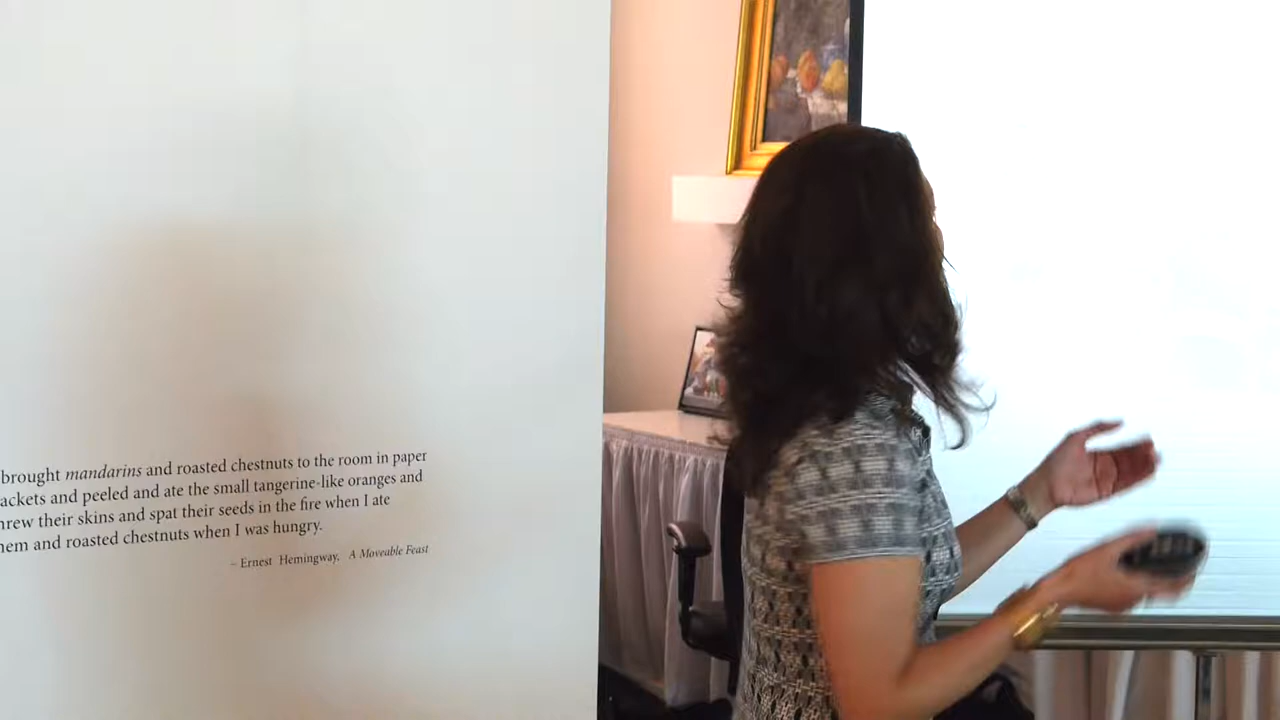 brought mandarins and roasted chestnuts to the room in paper
ackets and peeled and ate the small tangerine-like oranges and
hrew their skins and spat their seeds in the fire when I ate
hem and roasted chestnuts when I was hungry.
– Ernest Hemingway, A Moveable Feast